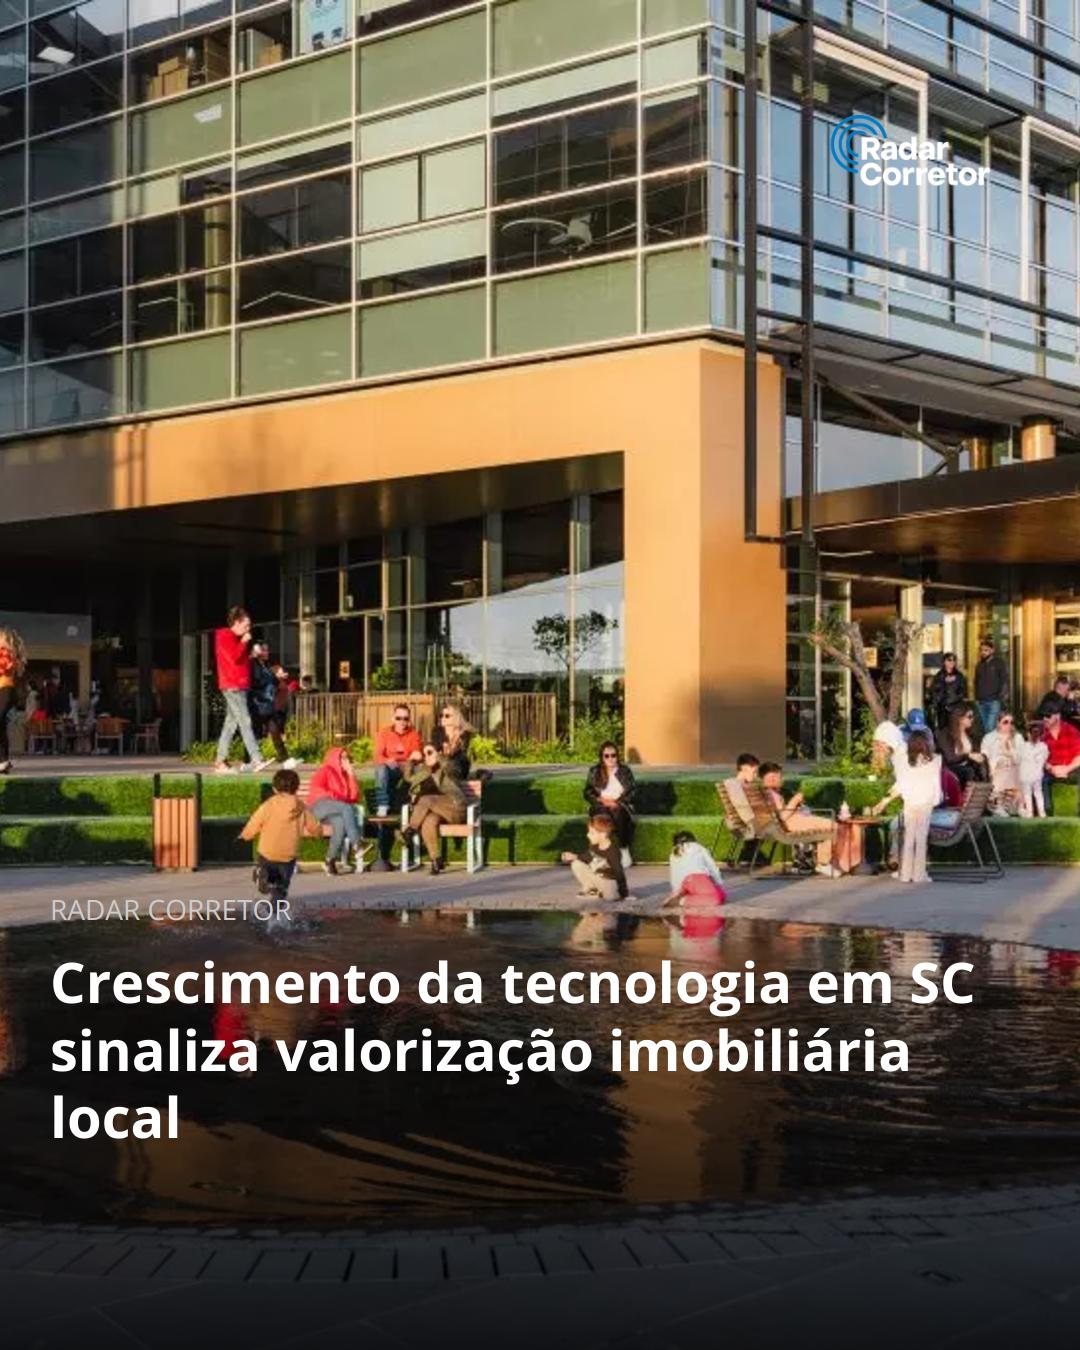 Radar
Corretor
RADAR CORRETOR
Crescimento da tecnologia em SC
sinaliza valorização imobiliária
local